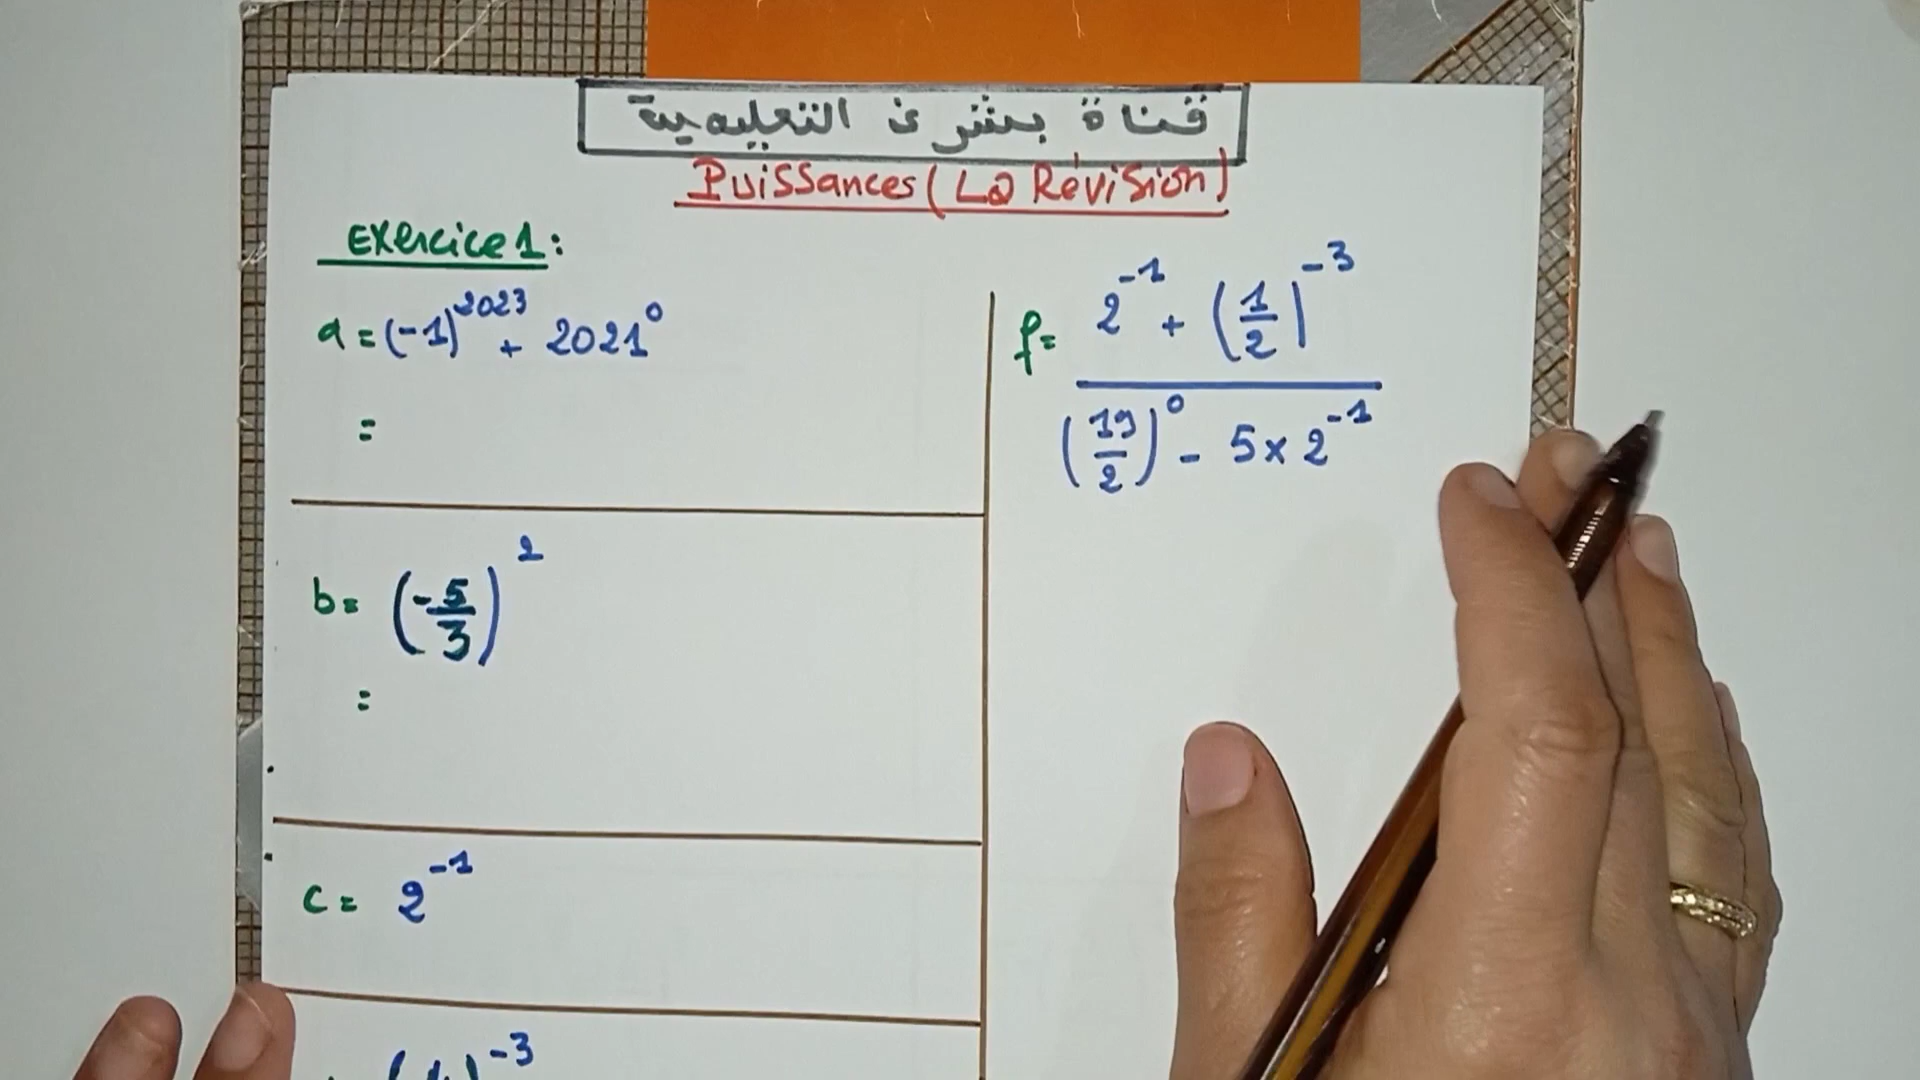 قناة بشرى التعليمية
Puissances (La Révision)
Exercice 1:
a = (-1)^2023 + 2021^0
=
b = (-5/3)^2
=
c = 2^-1
^-3
f = (2^-1 + (1/2)^-3) / ((19/2)^0 - 5 × 2^-1)